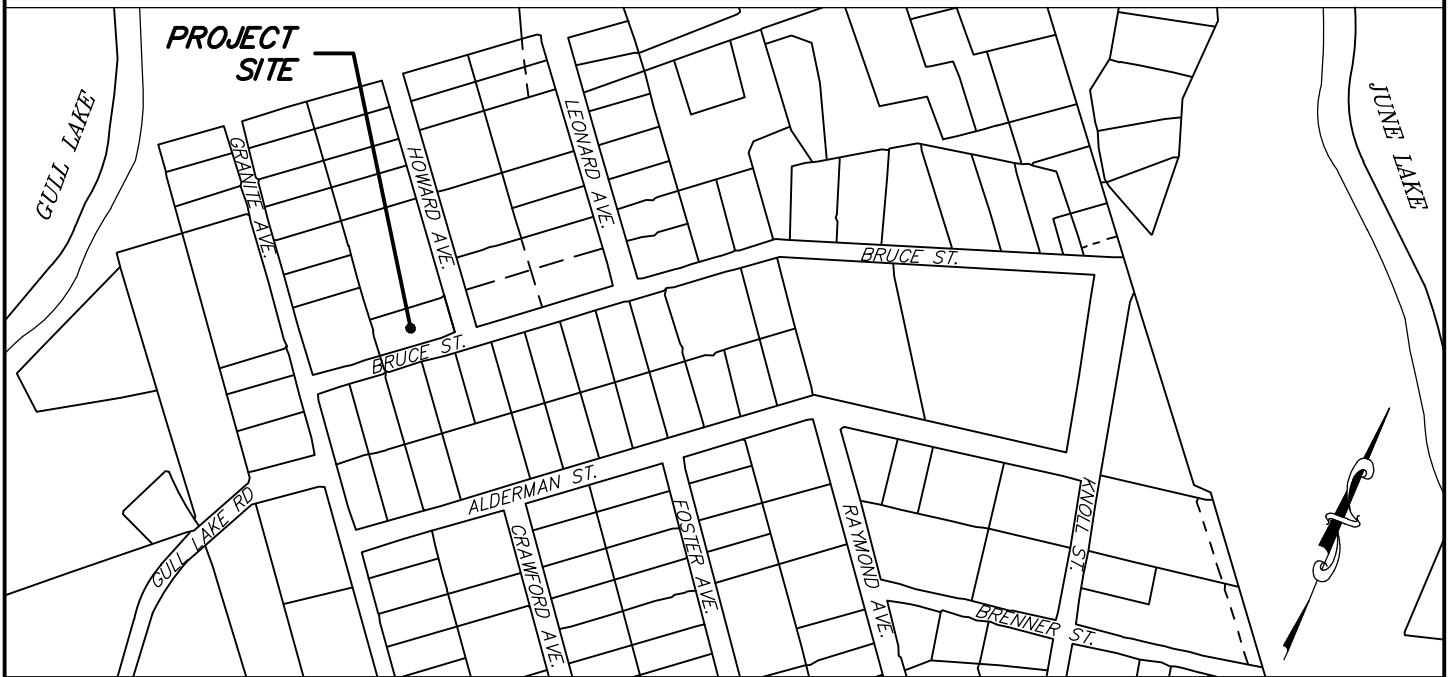 PROJECT
SITE
GULL LAKE
JUNE LAKE
GRANITE AVE.
HOWARD AVE.
LEONARD AVE.
BRUCE ST.
BRUCE ST.
ALDERMAN ST.
GULL LAKE RD
CRAWFORD AVE.
FOSTER AVE.
RAYMOND AVE.
KNOLL ST.
BRENNER ST.